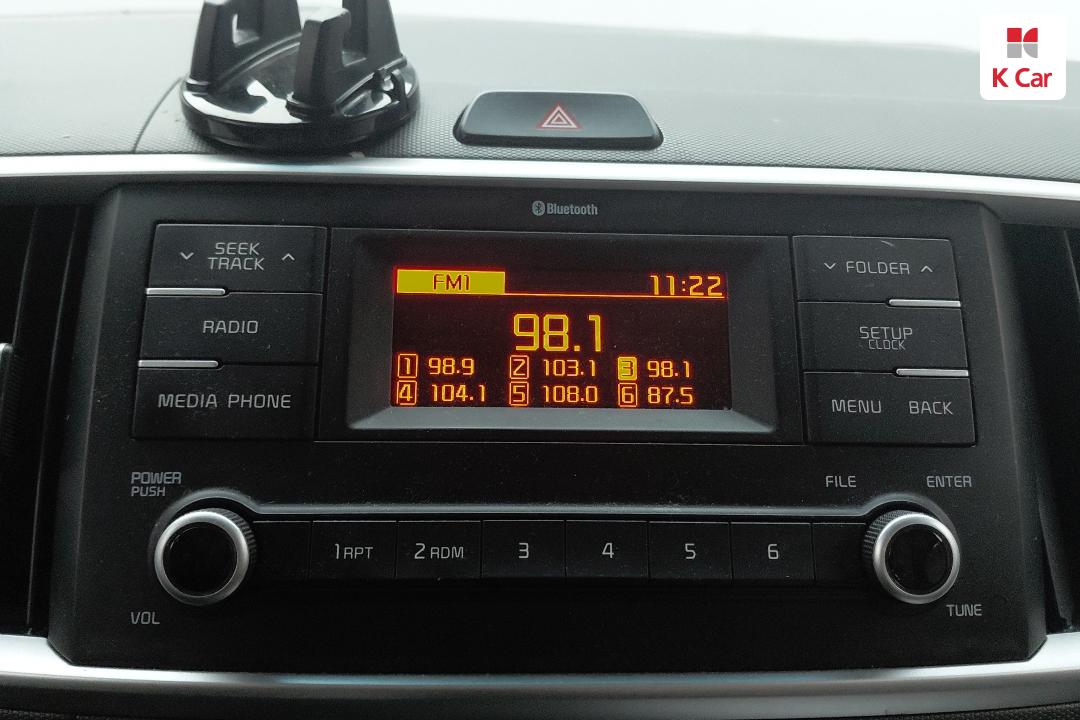 K Car
Bluetooth
SEEK
TRACK
RADIO
MEDIA PHONE
FM1 11:22
98.1
1 98.9 2 103.1 3 98.1
4 104.1 5 108.0 6 87.5
FOLDER
SETUP
CLOCK
MENU BACK
POWER
PUSH
FILE ENTER
1 RPT 2 RDM 3 4 5 6
VOL
TUNE